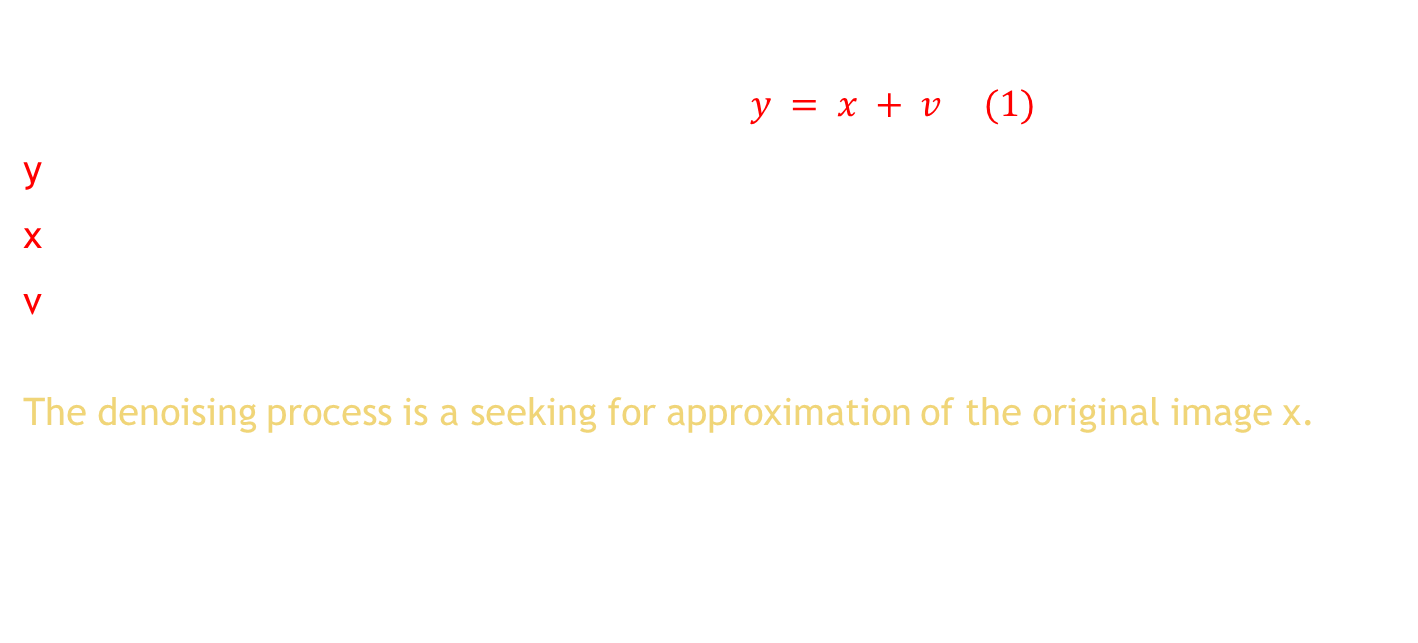 y = x + v (1)
y
x
v
The denoising process is a seeking for approximation of the original image x.